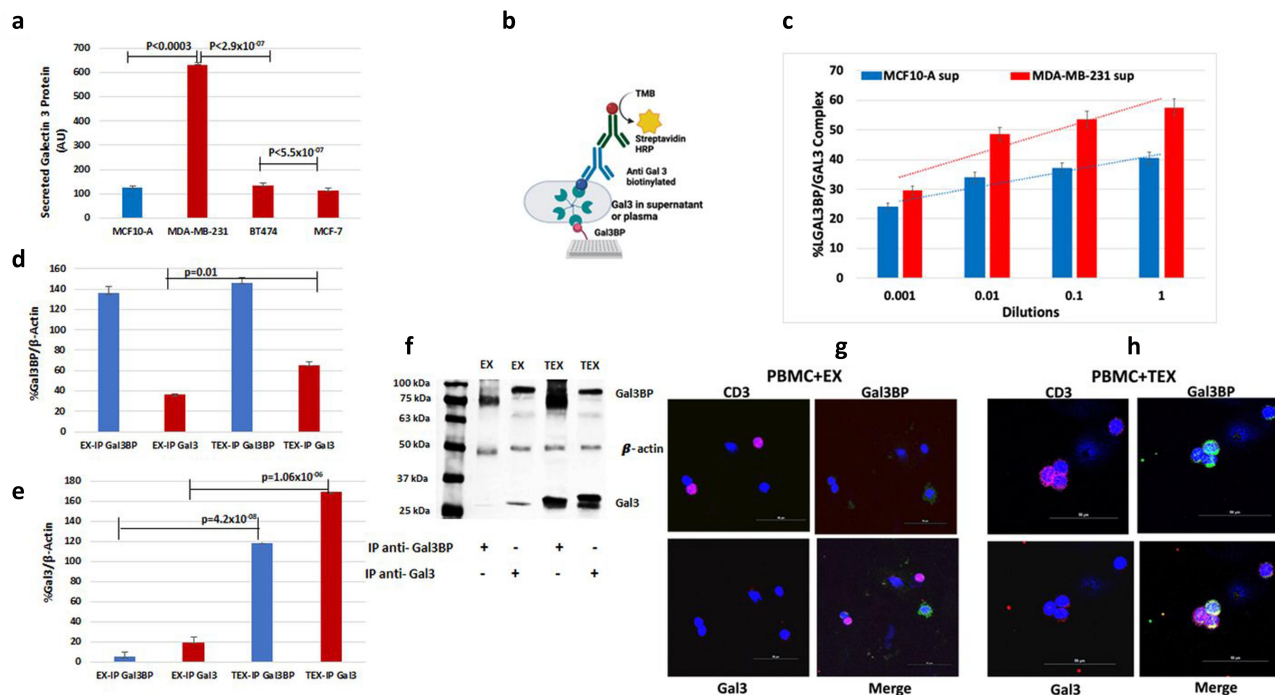 a
P<0.0003
P<2.9x10⁻⁰⁷
P<5.5x10⁻⁰⁷
Secreted Galectin 3 Protein
(AU)
700
600
500
400
300
200
100
0
MCF10-A
MDA-MB-231
BT474
MCF-7
b
TMB
Streptavidin
HRP
Anti Gal 3
biotinylated
Gal3 in supernatant
or plasma
Gal3BP
c
MCF10-A sup
MDA-MB-231 sup
%LGAL3BP/GAL3 Complex
70
60
50
40
30
20
10
0
0.001
0.01
0.1
1
Dilutions
d
p=0.01
%Gal3BP/β-Actin
160
140
120
100
80
60
40
20
0
EX-IP Gal3BP
EX-IP Gal3
TEX-IP Gal3BP
TEX-IP Gal3
e
p=1.06x10⁻⁰⁶
p=4.2x10⁻⁰⁸
%Gal3/β-Actin
180
160
140
120
100
80
60
40
20
0
EX-IP Gal3BP
EX-IP Gal3
TEX-IP Gal3BP
TEX-IP Gal3
f
EX EX TEX TEX
100 kDa
75 kDa
63 kDa
50 kDa
37 kDa
25 kDa
Gal3BP
β-actin
Gal3
IP anti- Gal3BP + - + -
IP anti- Gal3 - + - +
g
PBMC+EX
CD3
Gal3BP
Gal3
Merge
h
PBMC+TEX
CD3
Gal3BP
Gal3
Merge